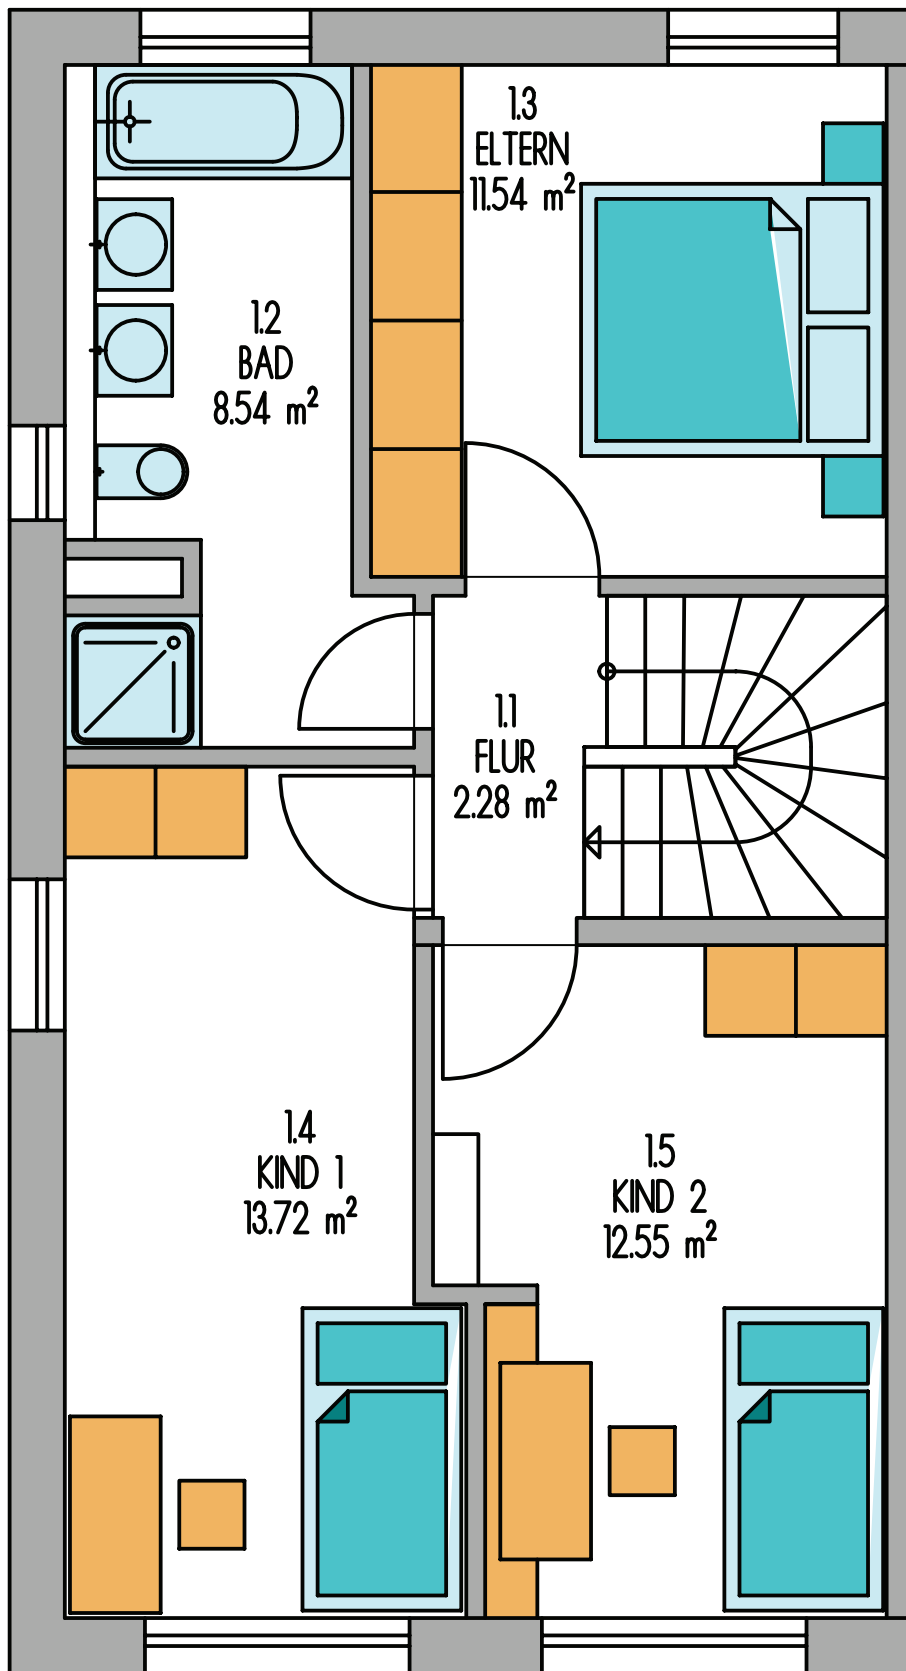 1.3
ELTERN
11.54 m²
1.2
BAD
8.54 m²
1.1
FLUR
2.28 m²
1.4
KIND 1
13.72 m²
1.5
KIND 2
12.55 m²